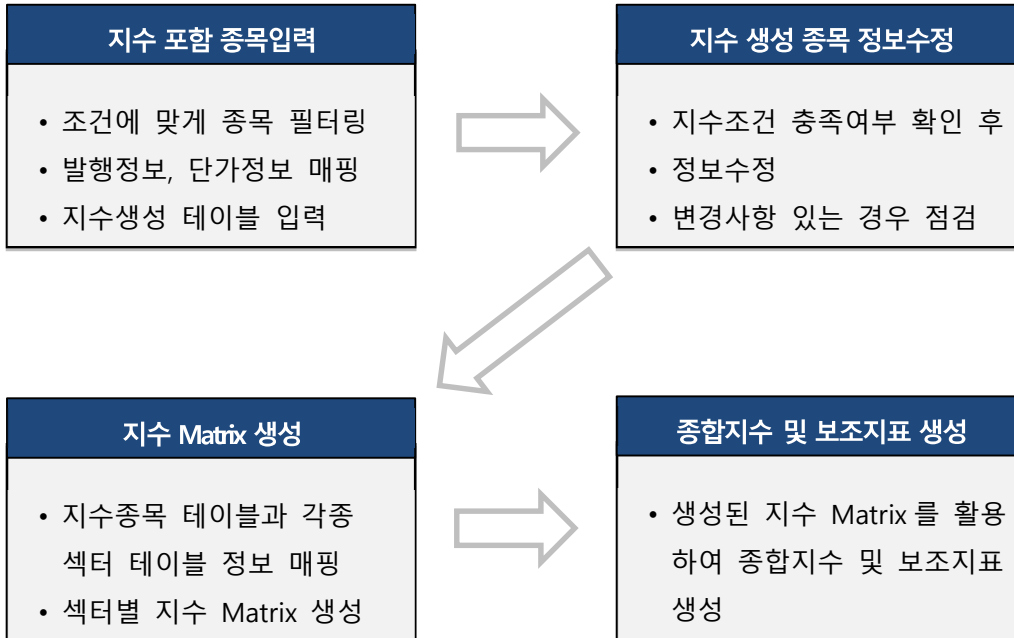 지수 포함 종목입력
• 조건에 맞게 종목 필터링
• 발행정보, 단가정보 매핑
• 지수생성 테이블 입력
지수 생성 종목 정보수정
• 지수조건 충족여부 확인 후
• 정보수정
• 변경사항 있는 경우 점검
지수 Matrix 생성
• 지수종목 테이블과 각종
섹터 테이블 정보 매핑
• 섹터별 지수 Matrix 생성
종합지수 및 보조지표 생성
• 생성된 지수 Matrix 를 활용
하여 종합지수 및 보조지표
생성